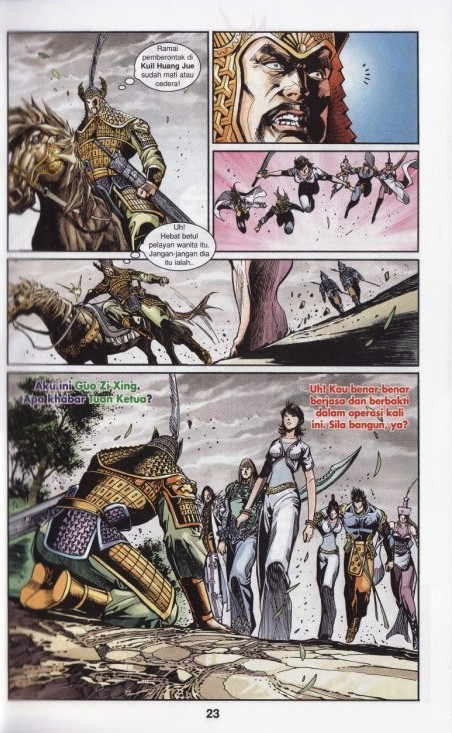 Ramai
pemberontak di
Kuil Huang Jue
sudah mati atau
cedera!
Uh!
Hebat betul
pelayan wanita itu.
Jangan-jangan dia
itu ialah..
Aku ini Guo Zi Xing.
Apa khabar Tuan Ketua?
Uh! Kau benar-benar
berjasa dan berbakti
dalam operasi kali
ini. Sila bangun, ya?
23